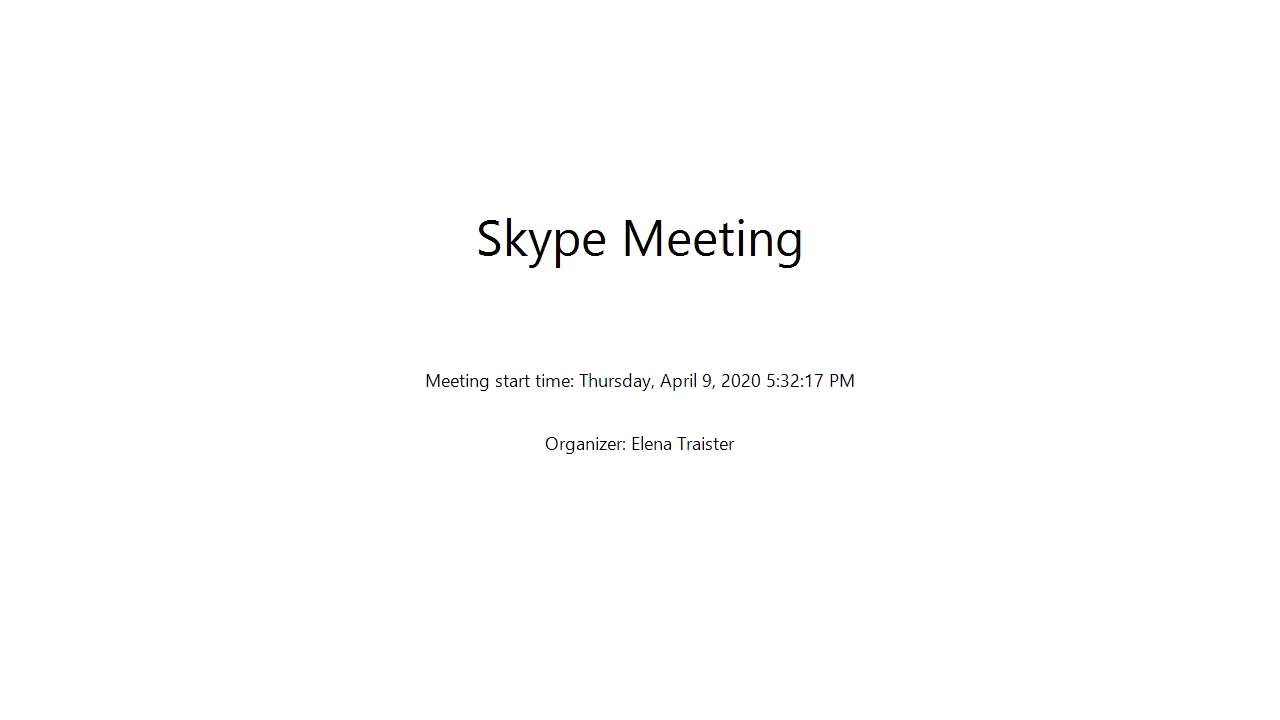 Skype Meeting
Meeting start time: Thursday, April 9, 2020 5:32:17 PM
Organizer: Elena Traister